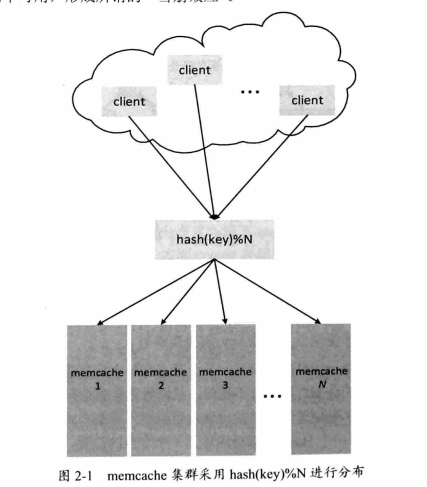 client
client
...
client
hash(key)%N
memcache
1
memcache
2
memcache
3
...
memcache
N
图 2-1 memcache 集群采用 hash(key)%N 进行分布